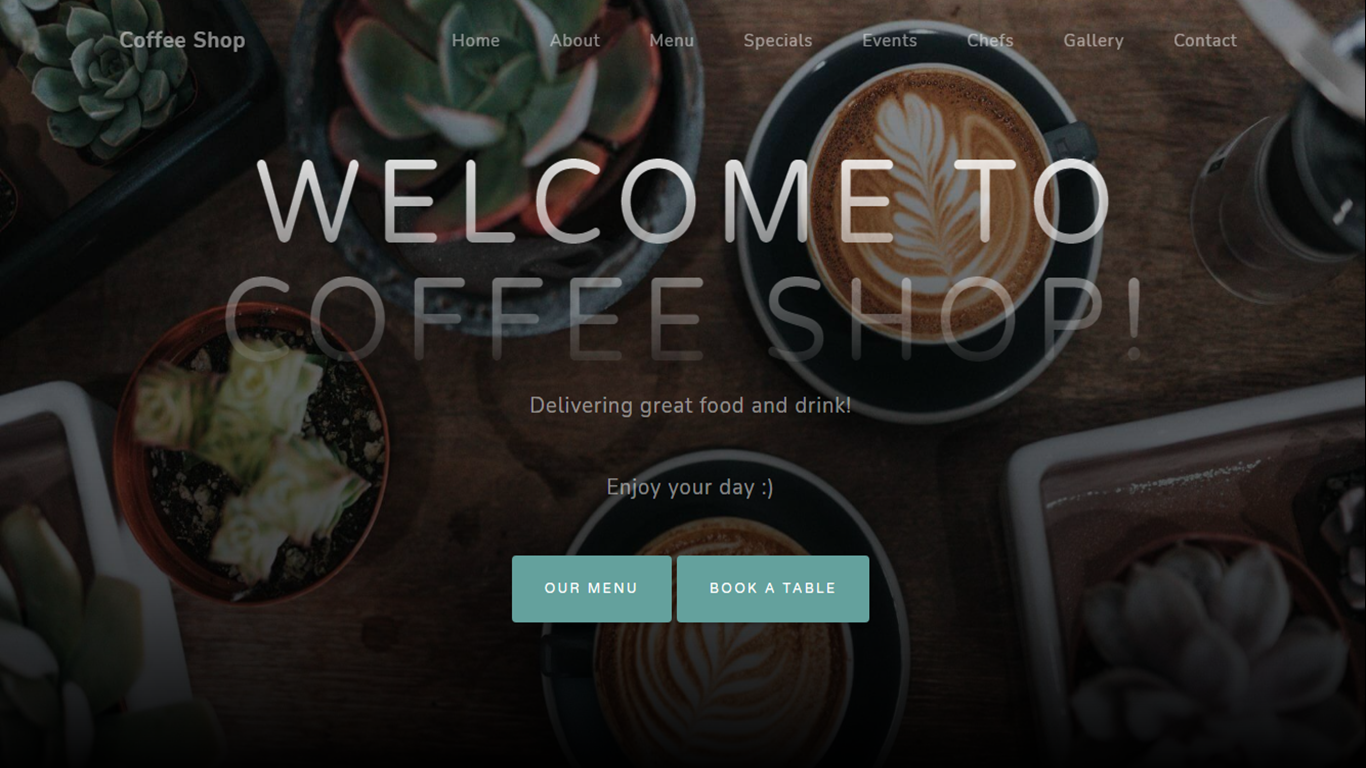 Coffee Shop Home About Menu Specials Events Chefs Gallery Contact
WELCOME TO
COFFEE SHOP!
Delivering great food and drink!
Enjoy your day :)
OUR MENU BOOK A TABLE